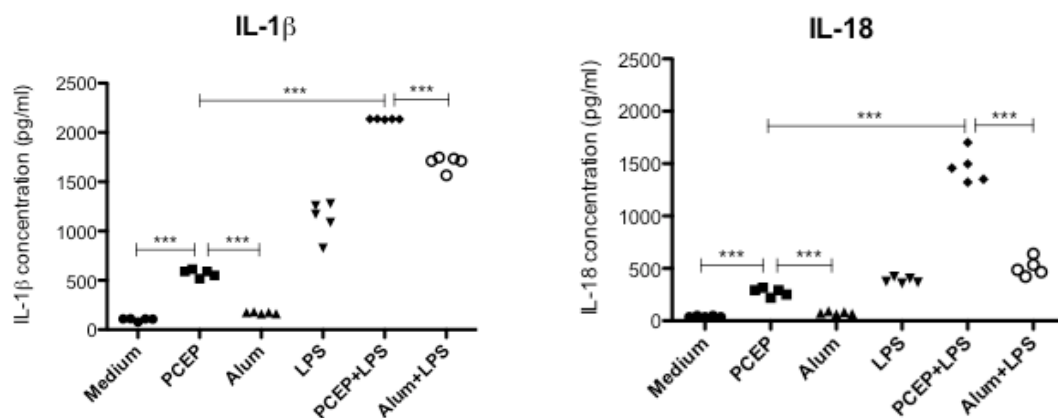 IL-1β
IL-1β concentration (pg/ml)
2500
2000
1500
1000
500
0
***
***
***
***
Medium
PCEP
Alum
LPS
PCEP+LPS
Alum+LPS
IL-18
IL-18 concentration (pg/ml)
2500
2000
1500
1000
500
0
***
***
***
***
Medium
PCEP
Alum
LPS
PCEP+LPS
Alum+LPS